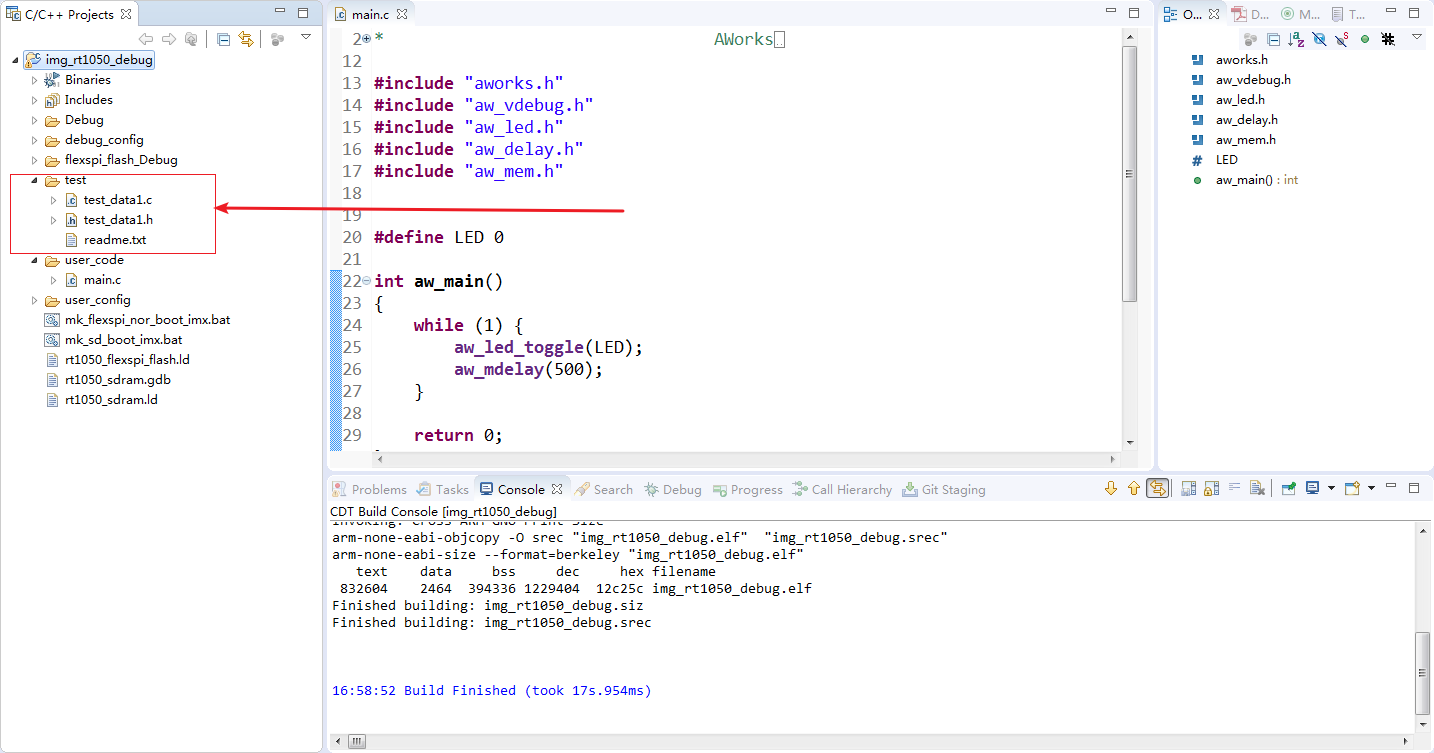 C/C++ Projects
img_rt1050_debug
Binaries
Includes
Debug
debug_config
flexspi_flash_Debug
test
test_data1.c
test_data1.h
readme.txt
user_code
main.c
user_config
mk_flexspi_nor_boot_imx.bat
mk_sd_boot_imx.bat
rt1050_flexspi_flash.ld
rt1050_sdram.gdb
rt1050_sdram.ld
main.c
2 * AWorks
12
13 #include "aworks.h"
14 #include "aw_vdebug.h"
15 #include "aw_led.h"
16 #include "aw_delay.h"
17 #include "aw_mem.h"
18
19
20 #define LED 0
21
22 int aw_main()
23 {
24 while (1) {
25 aw_led_toggle(LED);
26 aw_mdelay(500);
27 }
28
29 return 0;
O... D... M... T...
aworks.h
aw_vdebug.h
aw_led.h
aw_delay.h
aw_mem.h
LED
aw_main() : int
Problems Tasks Console Search Debug Progress Call Hierarchy Git Staging
CDT Build Console [img_rt1050_debug]
Invoking: Cross ARM GNU Print Size
arm-none-eabi-objcopy -O srec "img_rt1050_debug.elf" "img_rt1050_debug.srec"
arm-none-eabi-size --format=berkeley "img_rt1050_debug.elf"
text data bss dec hex filename
832604 2464 394336 1229404 12c25c img_rt1050_debug.elf
Finished building: img_rt1050_debug.siz
Finished building: img_rt1050_debug.srec
16:58:52 Build Finished (took 17s.954ms)